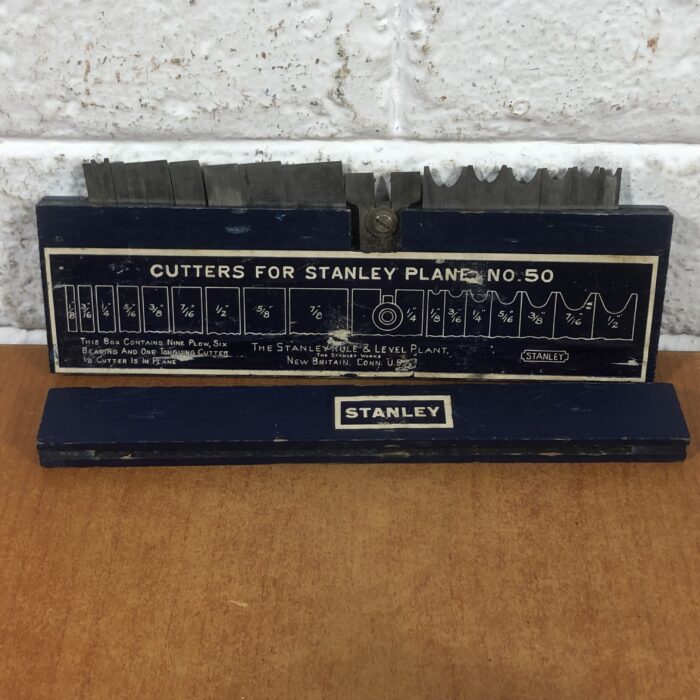 CUTTERS FOR STANLEY PLANE NO. 50
1/8" 3/16" 1/4" 5/16" 3/8" 7/16" 1/2" 5/8" 7/8" 1/4" 1/8" 3/16" 1/4" 5/16" 3/8" 7/16" 1/2"
THIS BOX CONTAINS NINE PLOW, SIX
BEADING AND ONE TONGUING CUTTER
CUTTER IS IN PLANE
THE STANLEY RULE & LEVEL PLANT,
THE STANLEY WORKS
NEW BRITAIN, CONN. U.S.
STANLEY
STANLEY